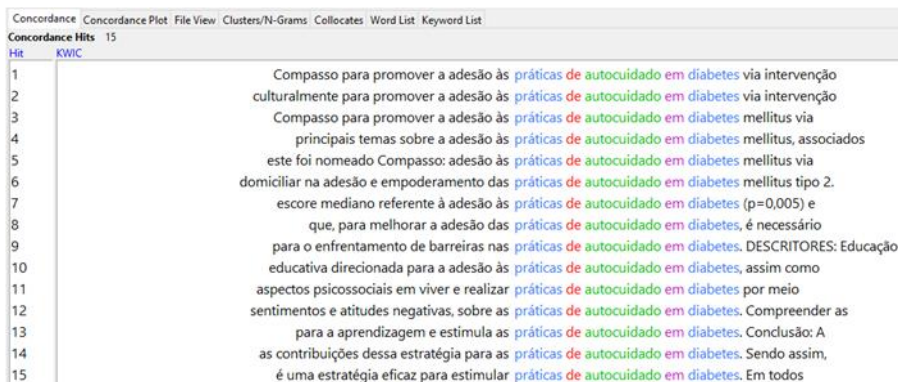 Concordance Concordance Plot File View Clusters/N-Grams Collocates Word List Keyword List
Concordance Hits 15
Hit KWIC
1 Compasso para promover a adesão às práticas de autocuidado em diabetes via intervenção
2 culturalmente para promover a adesão às práticas de autocuidado em diabetes via intervenção
3 Compasso para promover a adesão às práticas de autocuidado em diabetes mellitus via
4 principais temas sobre a adesão às práticas de autocuidado em diabetes mellitus, associados
5 este foi nomeado Compasso: adesão às práticas de autocuidado em diabetes mellitus via
6 domiciliar na adesão e empoderamento das práticas de autocuidado em diabetes mellitus tipo 2.
7 escore mediano referente à adesão às práticas de autocuidado em diabetes (p=0,005) e
8 que, para melhorar a adesão das práticas de autocuidado em diabetes, é necessário
9 para o enfrentamento de barreiras nas práticas de autocuidado em diabetes. DESCRITORES: Educação
10 educativa direcionada para a adesão às práticas de autocuidado em diabetes, assim como
11 aspectos psicossociais em viver e realizar práticas de autocuidado em diabetes por meio
12 sentimentos e atitudes negativas, sobre as práticas de autocuidado em diabetes. Compreender as
13 para a aprendizagem e estimula as práticas de autocuidado em diabetes. Conclusão: A
14 as contribuições dessa estratégia para as práticas de autocuidado em diabetes. Sendo assim,
15 é uma estratégia eficaz para estimular práticas de autocuidado em diabetes. Em todos